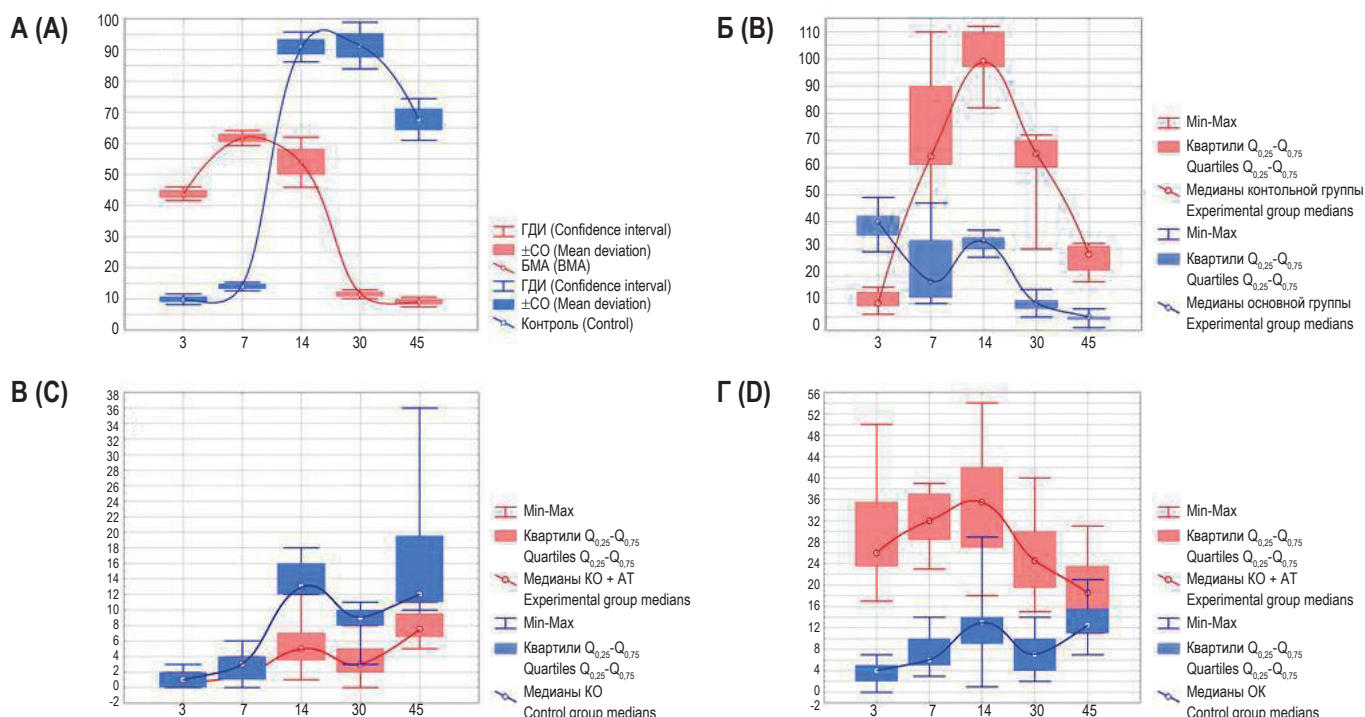 А (A)
100
90
80
70
60
50
40
30
20
10
0
3 7 14 30 45
ГДИ (Confidence interval)
±СО (Mean deviation)
БМА (BMA)
ГДИ (Confidence interval)
±СО (Mean deviation)
Контроль (Control)
Б (B)
110
100
90
80
70
60
50
40
30
20
10
0
3 7 14 30 45
Min-Max
Квартили Q0,25-Q0,75
Quartiles Q0,25-Q0,75
Медианы контольной группы
Experimental group medians
Min-Max
Квартили Q0,25-Q0,75
Quartiles Q0,25-Q0,75
Медианы основной группы
Experimental group medians
В (C)
38
36
34
32
30
28
26
24
22
20
18
16
14
12
10
8
6
4
2
0
-2
3 7 14 30 45
Min-Max
Квартили Q0,25-Q0,75
Quartiles Q0,25-Q0,75
Медианы КО + АТ
Experimental group medians
Min-Max
Квартили Q0,25-Q0,75
Quartiles Q0,25-Q0,75
Медианы КО
Control group medians
Г (D)
56
52
48
44
40
36
32
28
24
20
16
12
8
4
0
-2
3 7 14 30 45
Min-Max
Квартили Q0,25-Q0,75
Quartiles Q0,25-Q0,75
Медианы КО + АТ
Experimental group medians
Min-Max
Квартили Q0,25-Q0,75
Quartiles Q0,25-Q0,75
Медианы ОК
Control group medians